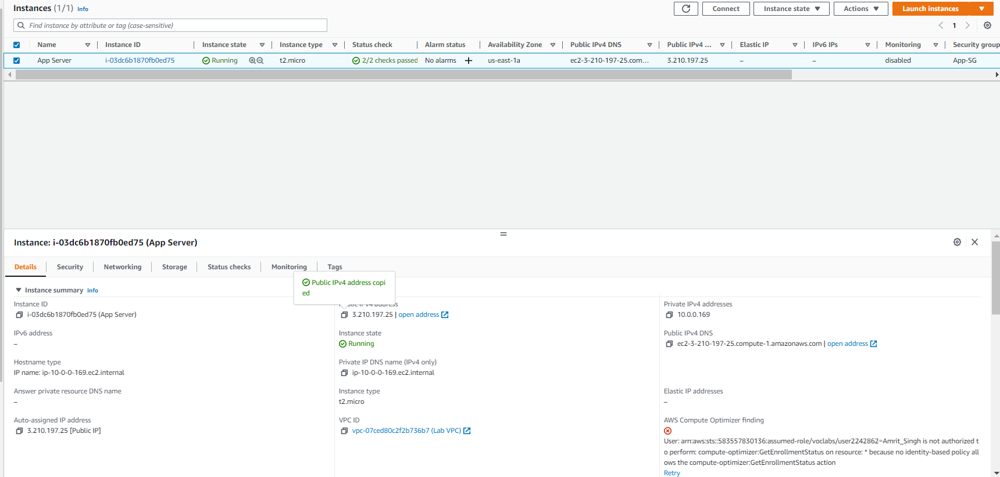 Instances (1/1) Info
Connect Instance state Actions Launch instances
Find instance by attribute or tag (case-sensitive)
1
Name Instance ID Instance state Instance type Status check Alarm status Availability Zone Public IPv4 DNS Public IPv4 ... Elastic IP IPv6 IPs Monitoring Security group
App Server i-03dc6b1870fb0ed75 Running t2.micro 2/2 checks passed No alarms + us-east-1a ec2-3-210-197-25.com... 3.210.197.25 – – disabled App-SG
Instance: i-03dc6b1870fb0ed75 (App Server)
Details Security Networking Storage Status checks Monitoring Tags
Public IPv4 address copi
ed
Instance summary Info
Instance ID
i-03dc6b1870fb0ed75 (App Server)
Public IPv4 address
3.210.197.25 | open address
Private IPv4 addresses
10.0.0.169
IPv6 address
–
Instance state
Running
Public IPv4 DNS
ec2-3-210-197-25.compute-1.amazonaws.com | open address
Hostname type
IP name: ip-10-0-0-169.ec2.internal
Private IP DNS name (IPv4 only)
ip-10-0-0-169.ec2.internal
Answer private resource DNS name
–
Instance type
t2.micro
Elastic IP addresses
–
Auto-assigned IP address
3.210.197.25 [Public IP]
VPC ID
vpc-07ced80c2f2b736b7 (Lab VPC)
AWS Compute Optimizer finding
User: arn:aws:sts::583557830136:assumed-role/voclabs/user2242862=Amrit_Singh is not authorized t
o perform: compute-optimizer:GetEnrollmentStatus on resource: * because no identity-based policy all
ows the compute-optimizer:GetEnrollmentStatus action
Retry